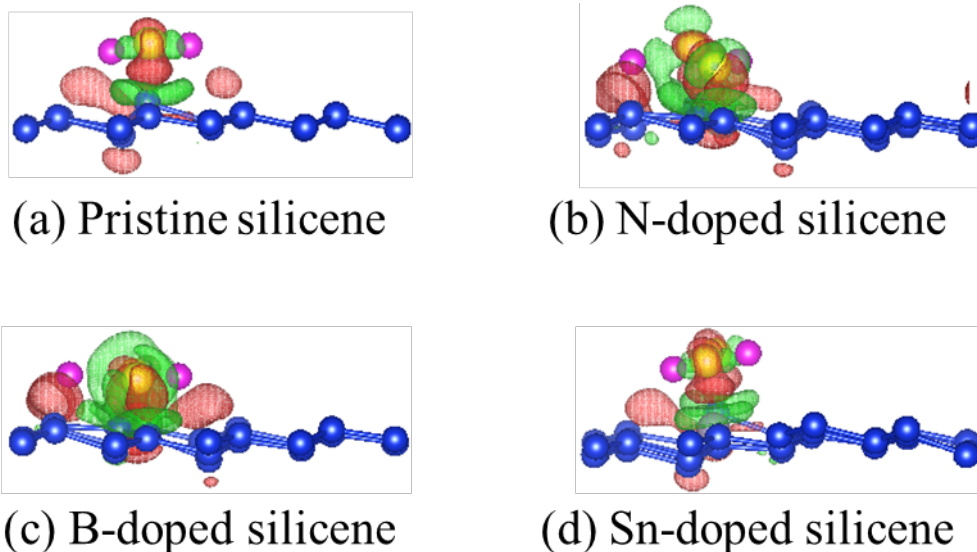 (a) Pristine silicene
(b) N-doped silicene
(c) B-doped silicene
(d) Sn-doped silicene